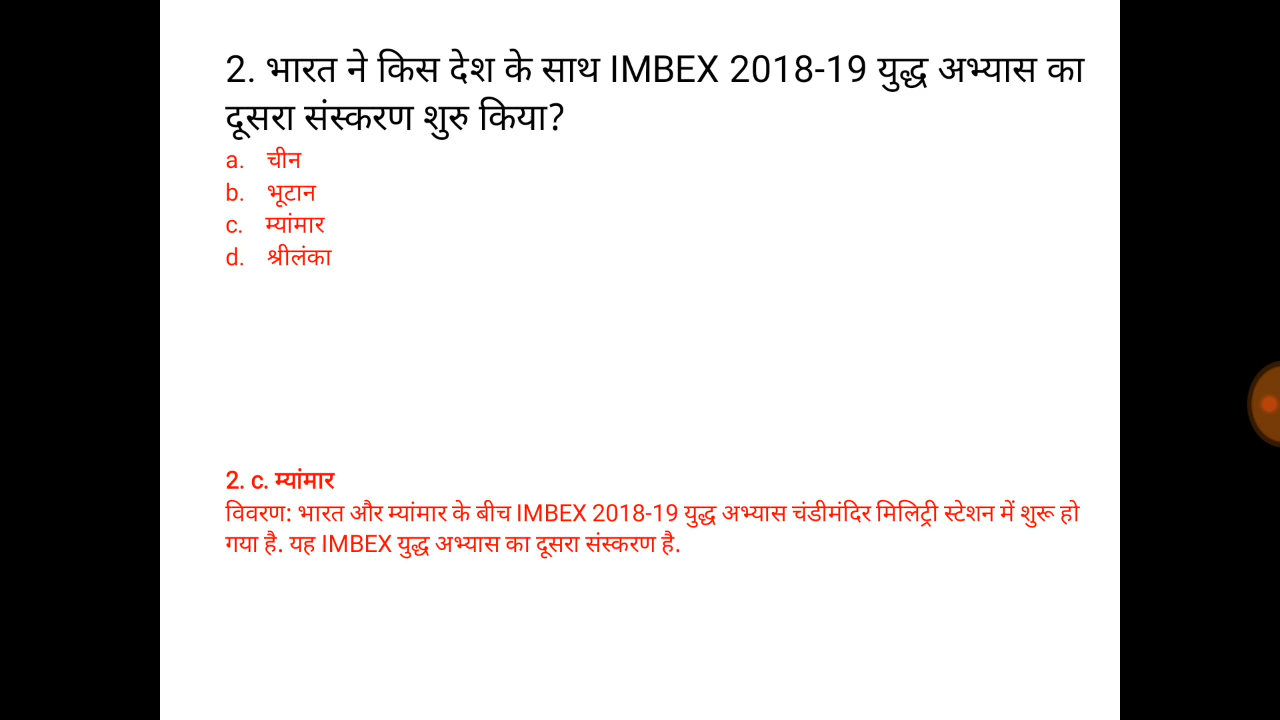 2. भारत ने किस देश के साथ IMBEX 2018-19 युद्ध अभ्यास का
दूसरा संस्करण शुरु किया?
a. चीन
b. भूटान
c. म्यांमार
d. श्रीलंका
2. c. म्यांमार
विवरण: भारत और म्यांमार के बीच IMBEX 2018-19 युद्ध अभ्यास चंडीमंदिर मिलिट्री स्टेशन में शुरू हो
गया है. यह IMBEX युद्ध अभ्यास का दूसरा संस्करण है.